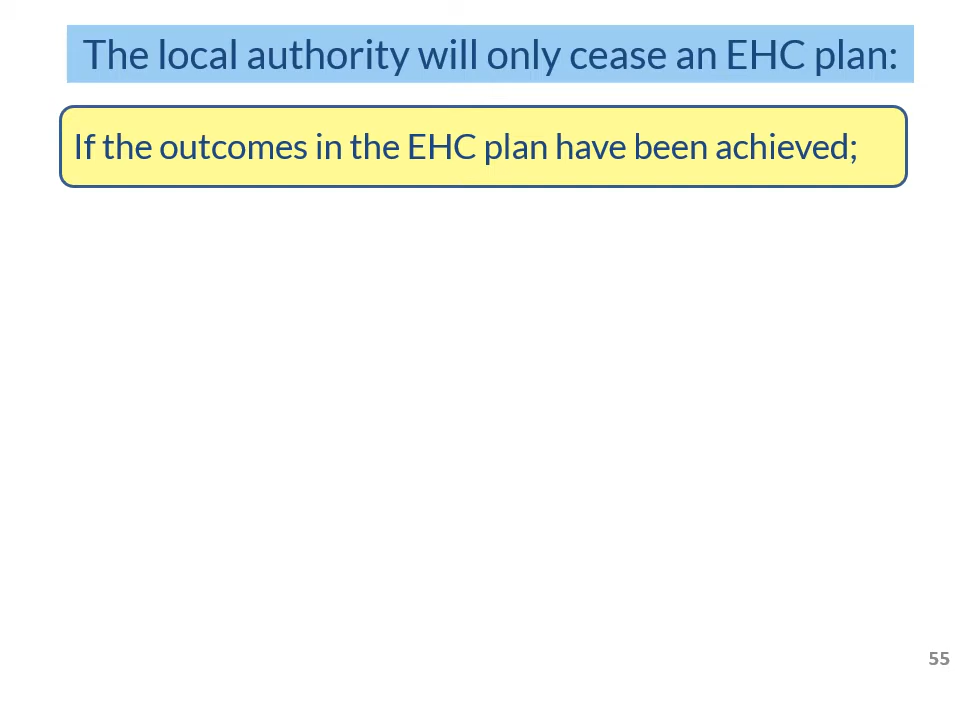 The local authority will only cease an EHC plan:
If the outcomes in the EHC plan have been achieved;
55